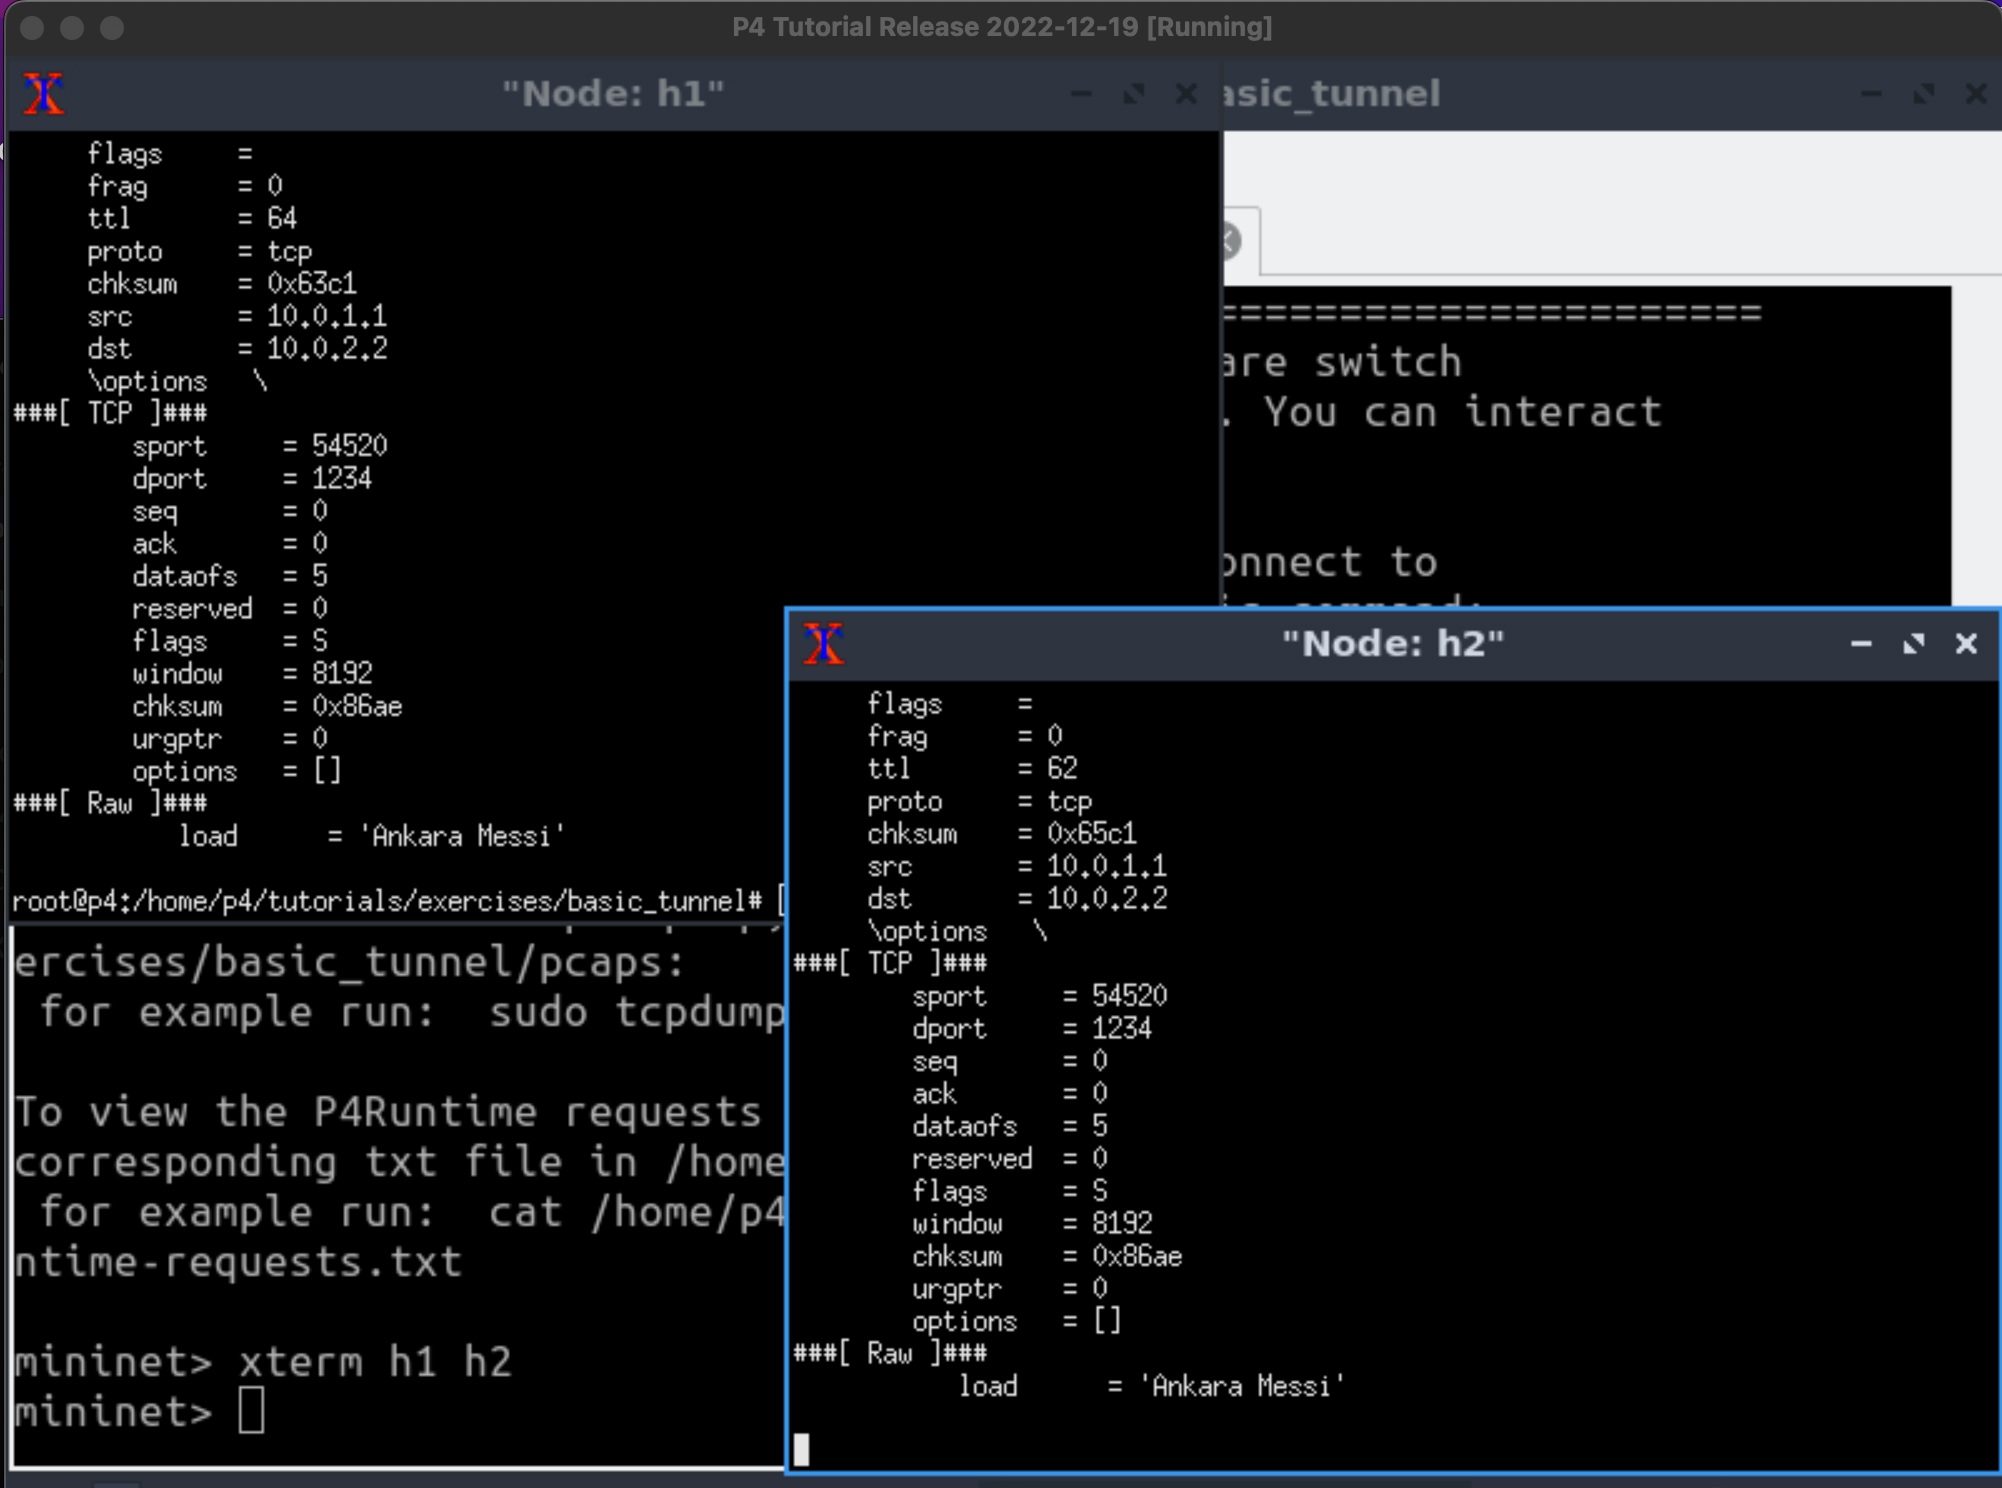 P4 Tutorial Release 2022-12-19 [Running]
"Node: h1"
flags =
frag = 0
ttl = 64
proto = tcp
chksum = 0x63c1
src = 10.0.1.1
dst = 10.0.2.2
\options \
###[ TCP ]###
sport = 54520
dport = 1234
seq = 0
ack = 0
dataofs = 5
reserved = 0
flags = S
window = 8192
chksum = 0x86ae
urgptr = 0
options = []
###[ Raw ]###
load = 'Ankara Messi'
root@p4:/home/p4/tutorials/exercises/basic_tunnel#
asic_tunnel
======================
are switch
. You can interact
onnect to
command:
ercises/basic_tunnel/pcaps:
for example run: sudo tcpdump
To view the P4Runtime requests
corresponding txt file in /home
for example run: cat /home/p4
ntime-requests.txt
mininet> xterm h1 h2
mininet>
"Node: h2"
flags =
frag = 0
ttl = 62
proto = tcp
chksum = 0x65c1
src = 10.0.1.1
dst = 10.0.2.2
\options \
###[ TCP ]###
sport = 54520
dport = 1234
seq = 0
ack = 0
dataofs = 5
reserved = 0
flags = S
window = 8192
chksum = 0x86ae
urgptr = 0
options = []
###[ Raw ]###
load = 'Ankara Messi'